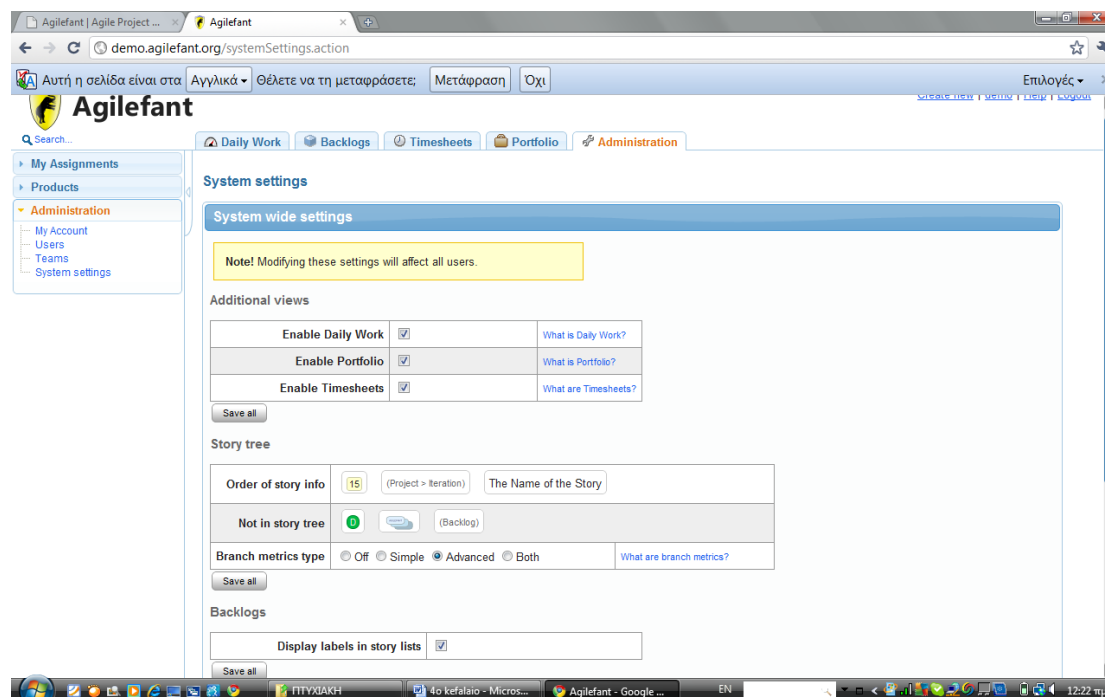 Agilefant | Agile Project ...
Agilefant
demo.agilefant.org/systemSettings.action
Αυτή η σελίδα είναι στα Αγγλικά Θέλετε να τη μεταφράσετε; Μετάφραση Όχι Επιλογές
Agilefant
Create new | demo | Help | Logout
Search...
Daily Work Backlogs Timesheets Portfolio Administration
My Assignments
Products
Administration
My Account
Users
Teams
System settings
System settings
System wide settings
Note! Modifying these settings will affect all users.
Additional views
Enable Daily Work What is Daily Work?
Enable Portfolio What is Portfolio?
Enable Timesheets What are Timesheets?
Save all
Story tree
Order of story info 15 (Project > Iteration) The Name of the Story
Not in story tree D (Backlog)
Branch metrics type Off Simple Advanced Both What are branch metrics?
Save all
Backlogs
Display labels in story lists
Save all
ΠΤΥΧΙΑΚΗ 4o kefalaio - Micros... Agilefant - Google ... EN 12:22 πμ